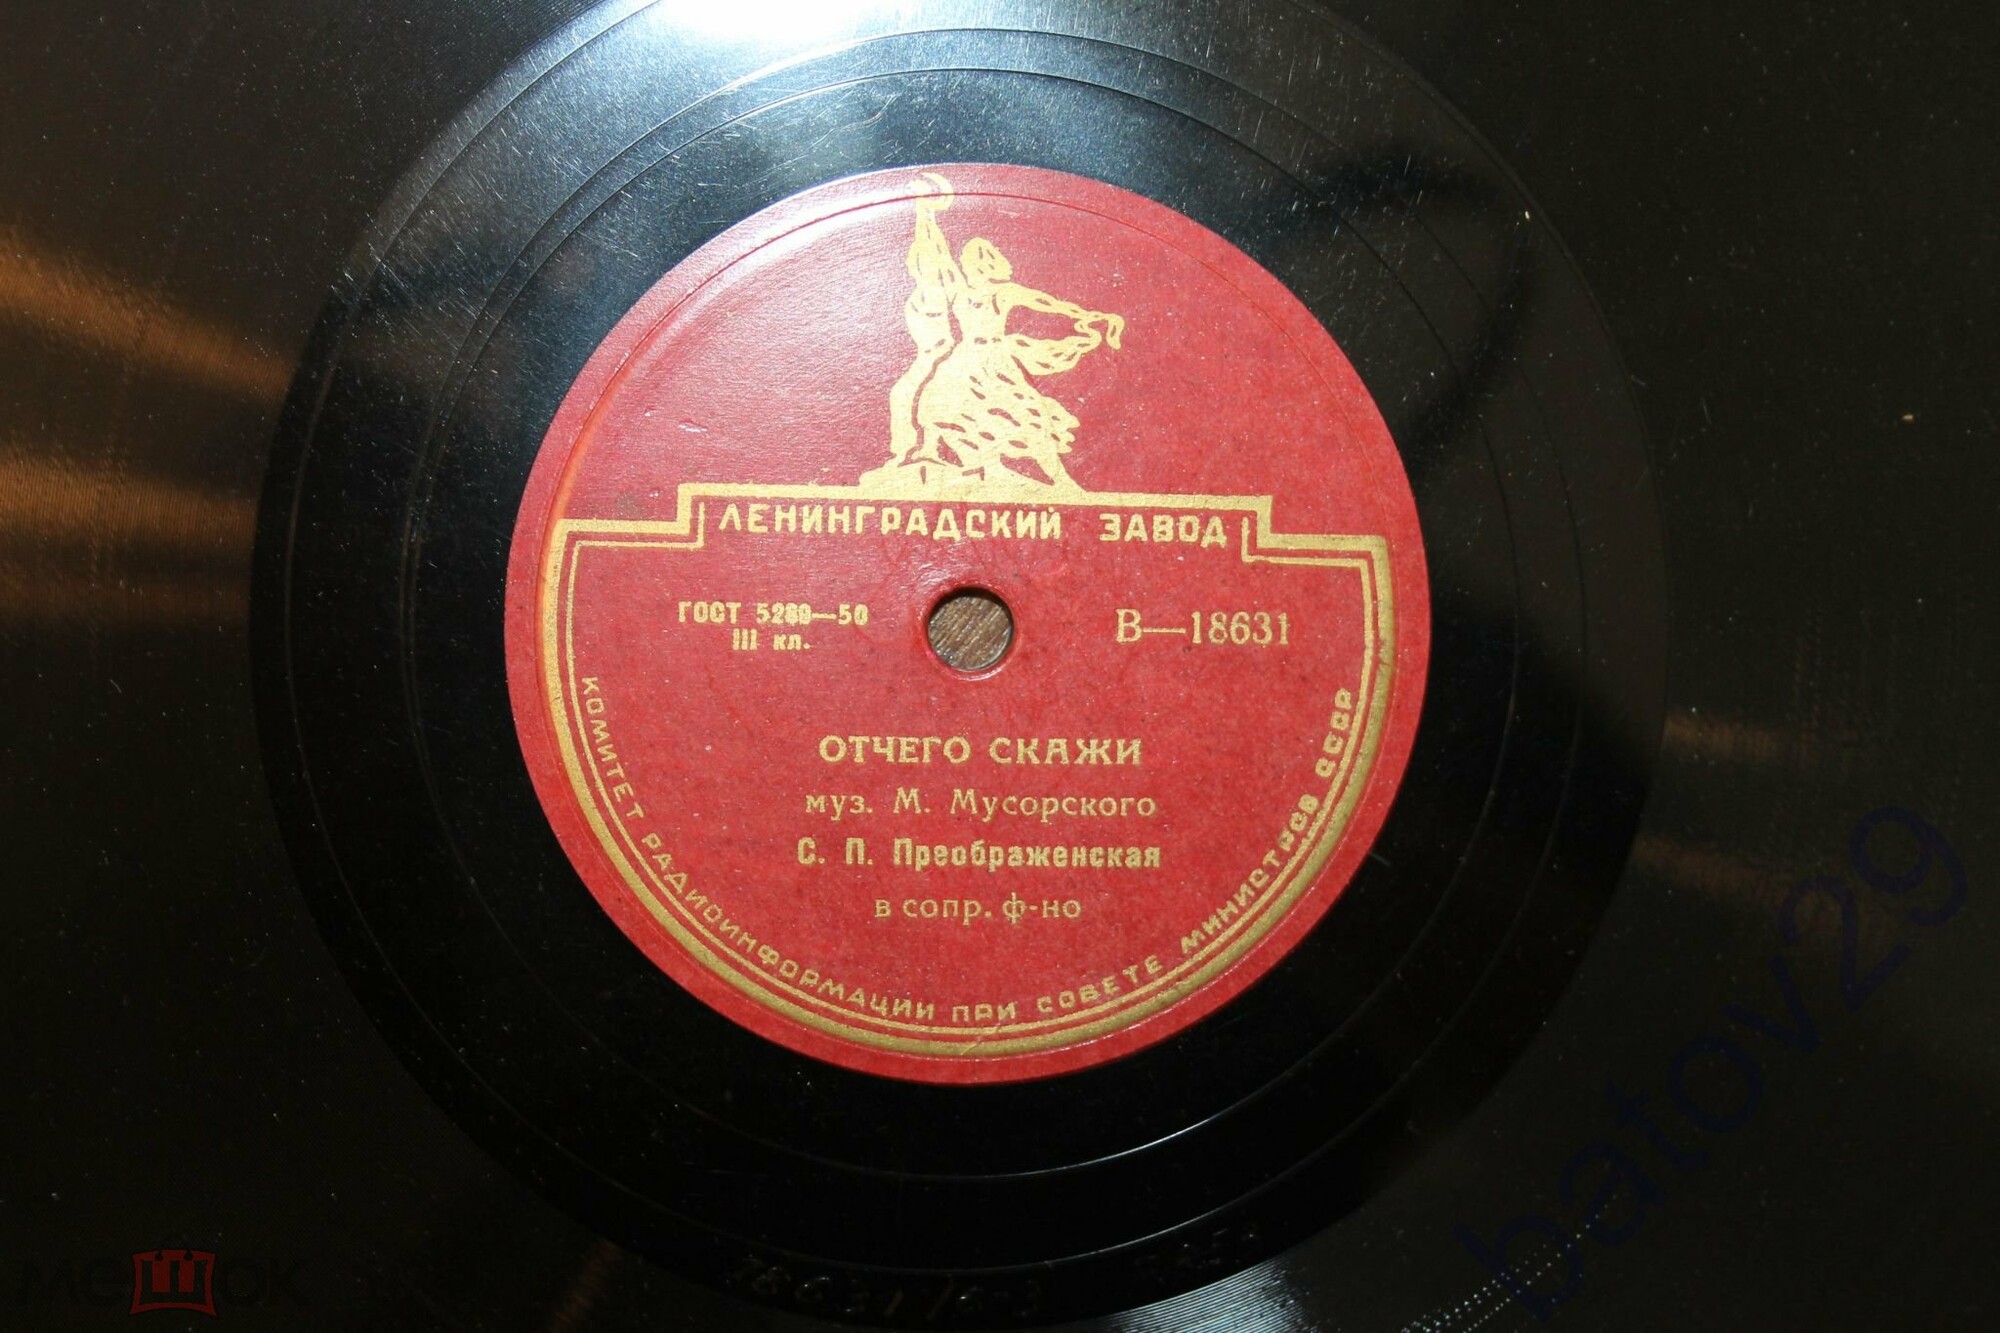 ЛЕНИНГРАДСКИЙ ЗАВОД
ГОСТ 5289—50
III кл.
В—18631
ОТЧЕГО СКАЖИ
муз. М. Мусорского
С. П. Преображенская
в сопр. ф-но
КОМИТЕТ РАДИОИНФОРМАЦИИ ПРИ СОВЕТЕ МИНИСТРОВ СССР
batov29
мешок